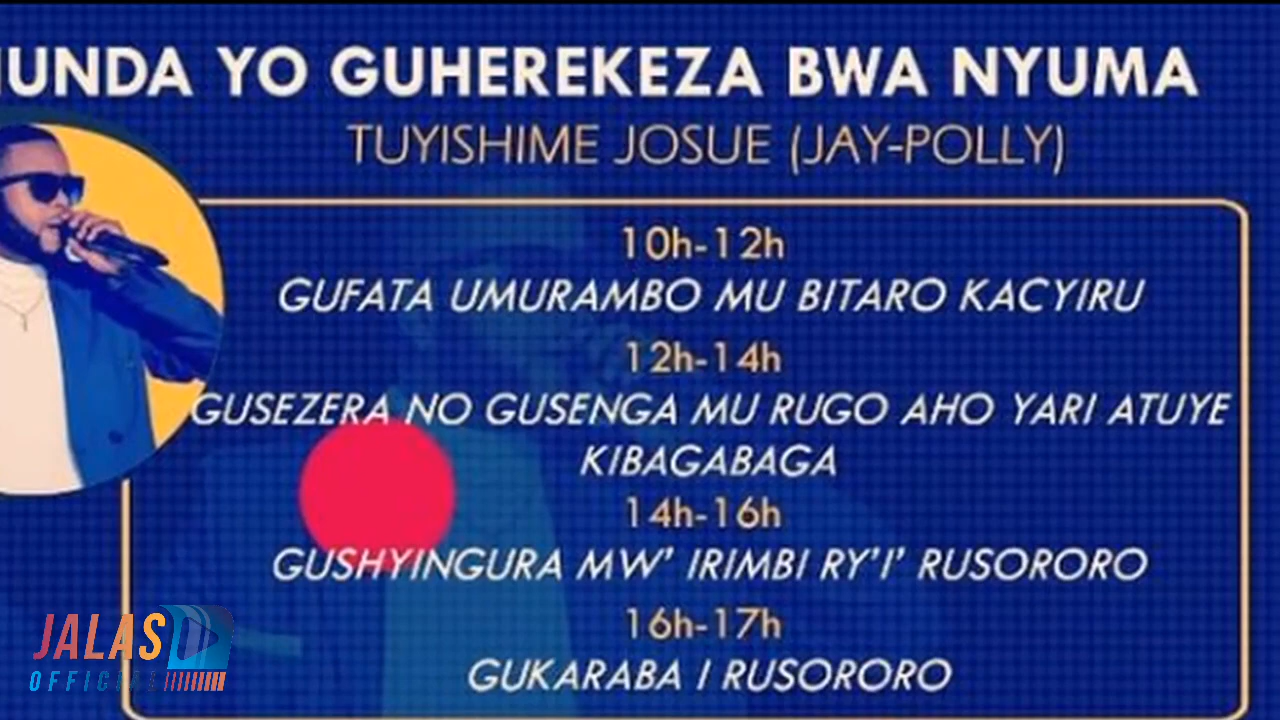 YO GUHEREKEZA BWA NYUMA
TUYISHIME JOSUE (JAY-POLLY)
10h-12h
GUFATA UMURAMBO MU BITARO KACYIRU
12h-14h
GUSEZERA NO GUSENGA MU RUGO AHO YARI ATUYE
KIBAGABAGA
14h-16h
GUSHYINGURA MW' IRIMBI RY'I' RUSORORO
16h-17h
GUKARABA I RUSORORO
JALAS
OFFICIAL